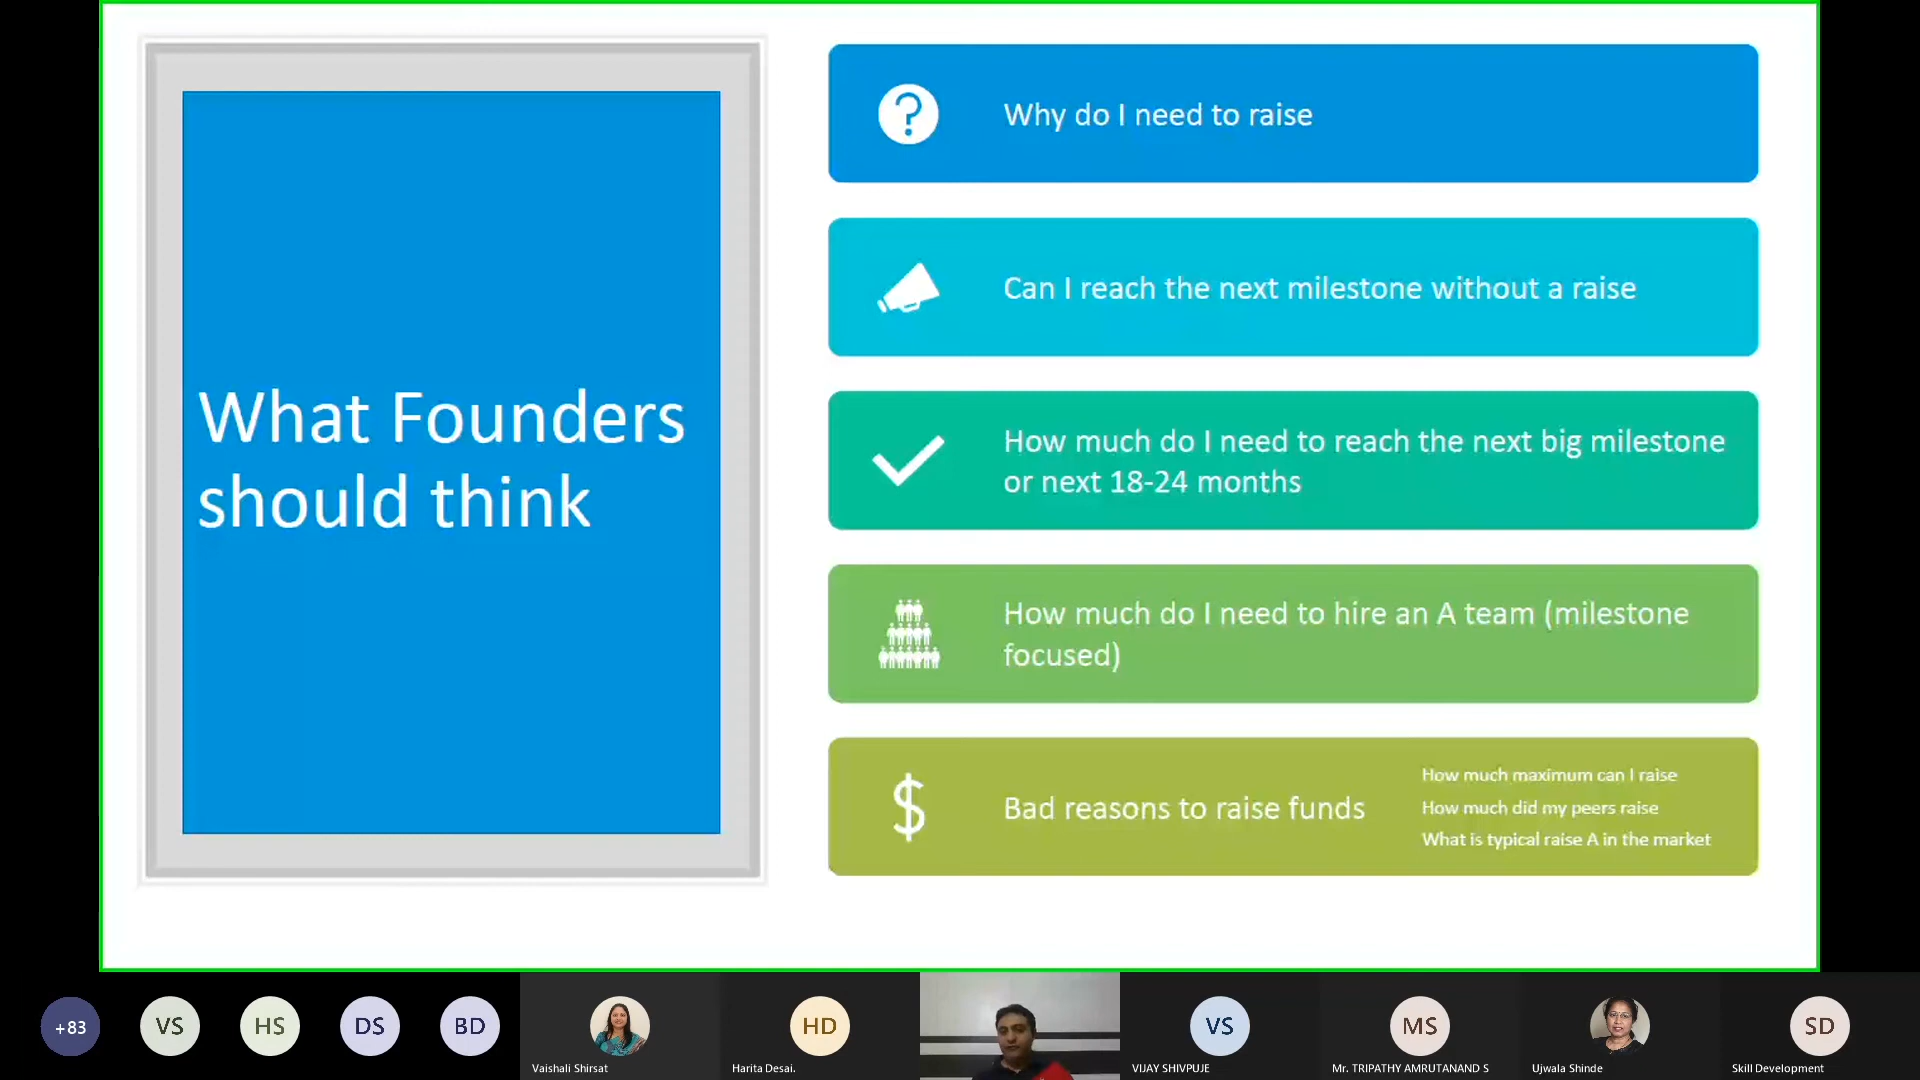 What Founders
should think
?
Why do I need to raise
Can I reach the next milestone without a raise
How much do I need to reach the next big milestone
or next 18-24 months
How much do I need to hire an A team (milestone
focused)
$
Bad reasons to raise funds
How much maximum can I raise
How much did my peers raise
What is typical raise A in the market
+83
VS
HS
DS
BD
Vaishali Shirsat
HD
Harita Desai.
VS
VIJAY SHIVPUJE
MS
Mr. TRIPATHY AMRUTANAND S
Ujwala Shinde
SD
Skill Development